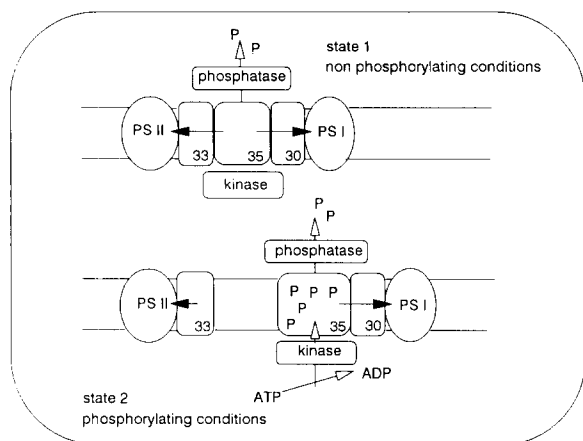 P
P
state 1
non phosphorylating conditions
phosphatase
PS II
33
35
30
PS I
kinase
P
P
phosphatase
PS II
33
P P P
P
P
35
30
PS I
kinase
ATP
ADP
state 2
phosphorylating conditions